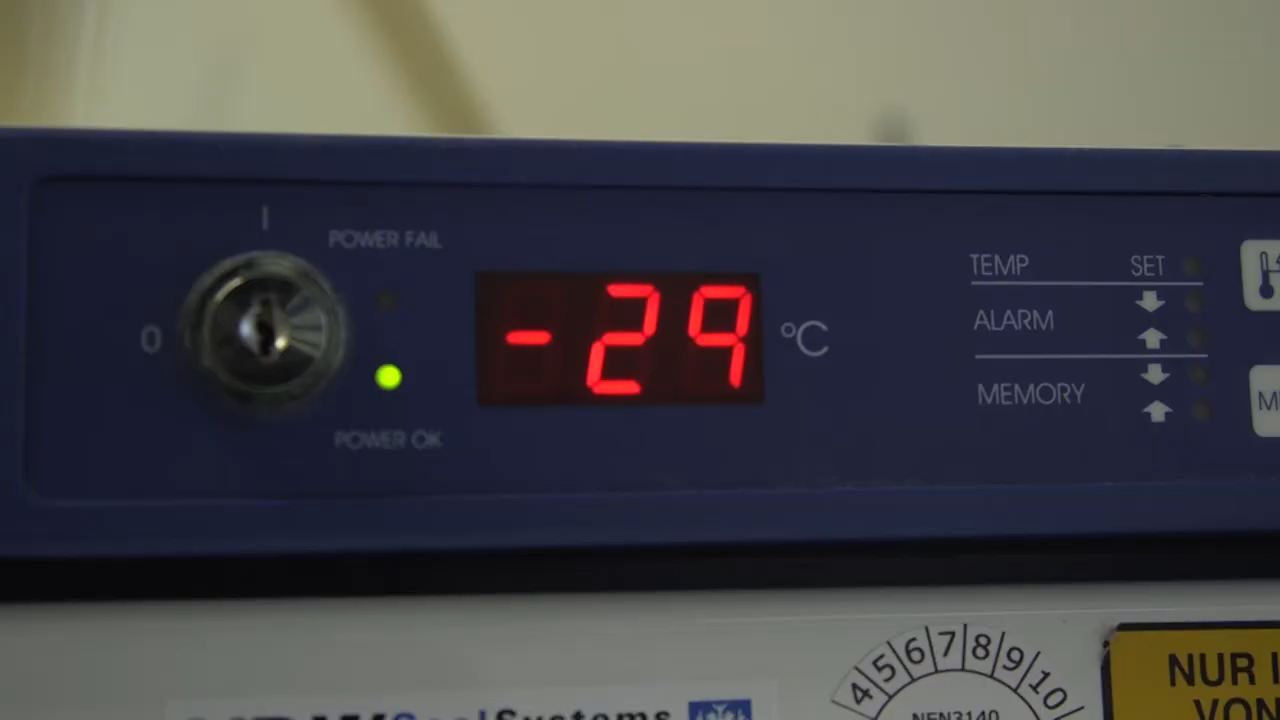 I
POWER FAIL
0
-29 °C
POWER OK
TEMP SET
ALARM
MEMORY
4 5 6 7 8 9 10
NEN3140
Systems
NUR
VON